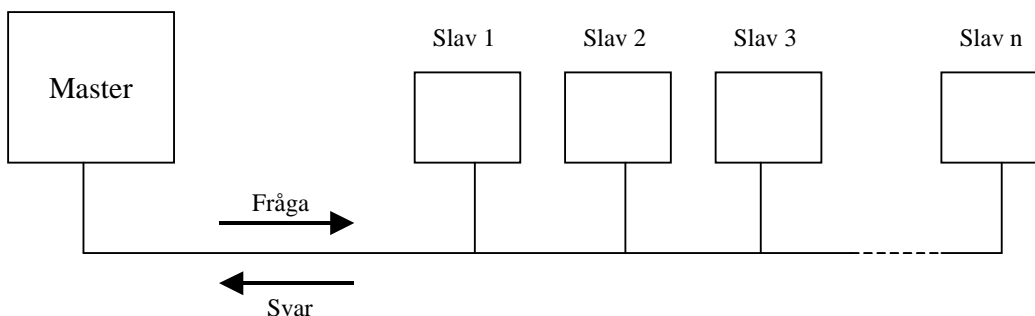 Master
Slav 1
Slav 2
Slav 3
Slav n
Fråga
Svar